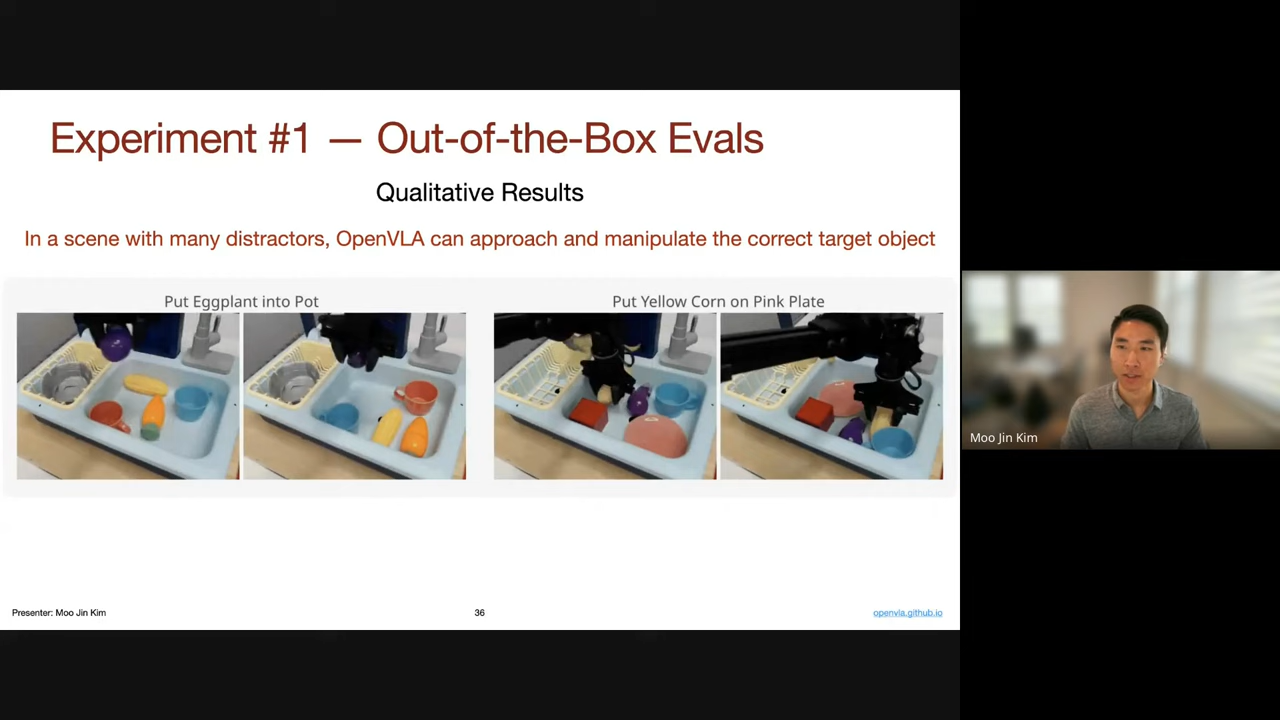 Experiment #1 — Out-of-the-Box Evals
Qualitative Results
In a scene with many distractors, OpenVLA can approach and manipulate the correct target object
Put Eggplant into Pot
Put Yellow Corn on Pink Plate
Moo Jin Kim
Presenter: Moo Jin Kim
36
openvla.github.io